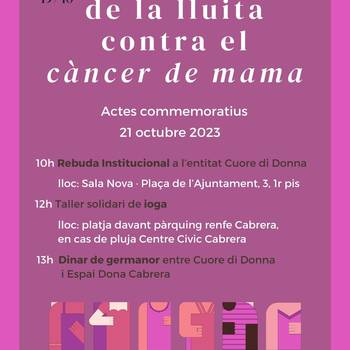 de la lluita
contra el
càncer de mama
Actes commemoratius
21 octubre 2023
10h Rebuda Institucional a l'entitat Cuore di Donna
lloc: Sala Nova · Plaça de l'Ajuntament, 3, 1r pis
12h Taller solidari de ioga
lloc: platja davant pàrquing renfe Cabrera,
en cas de pluja Centre Civic Cabrera
13h Dinar de germanor entre Cuore di Donna
i Espai Dona Cabrera